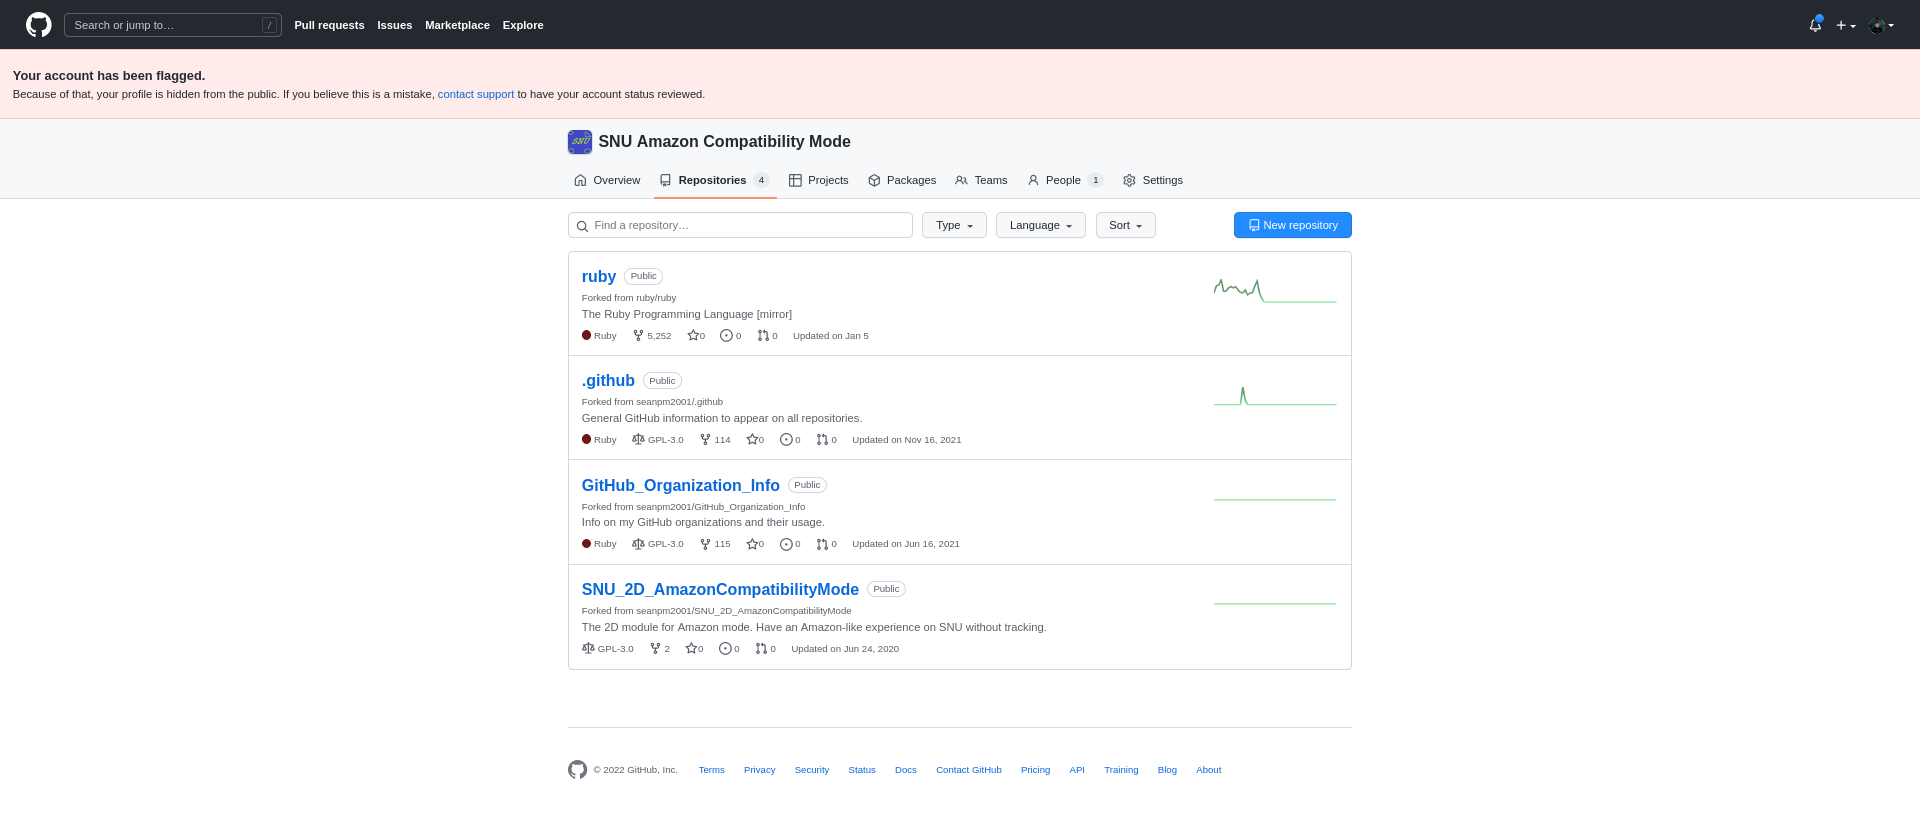 Search or jump to… / Pull requests Issues Marketplace Explore
Your account has been flagged.
Because of that, your profile is hidden from the public. If you believe this is a mistake, contact support to have your account status reviewed.
SNU SNU Amazon Compatibility Mode
Overview Repositories 4 Projects Packages Teams People 1 Settings
Find a repository… Type Language Sort New repository
ruby Public
Forked from ruby/ruby
The Ruby Programming Language [mirror]
Ruby 5,252 0 0 0 Updated on Jan 5
.github Public
Forked from seanpm2001/.github
General GitHub information to appear on all repositories.
Ruby GPL-3.0 114 0 0 0 Updated on Nov 16, 2021
GitHub_Organization_Info Public
Forked from seanpm2001/GitHub_Organization_Info
Info on my GitHub organizations and their usage.
Ruby GPL-3.0 115 0 0 0 Updated on Jun 16, 2021
SNU_2D_AmazonCompatibilityMode Public
Forked from seanpm2001/SNU_2D_AmazonCompatibilityMode
The 2D module for Amazon mode. Have an Amazon-like experience on SNU without tracking.
GPL-3.0 2 0 0 0 Updated on Jun 24, 2020
© 2022 GitHub, Inc. Terms Privacy Security Status Docs Contact GitHub Pricing API Training Blog About